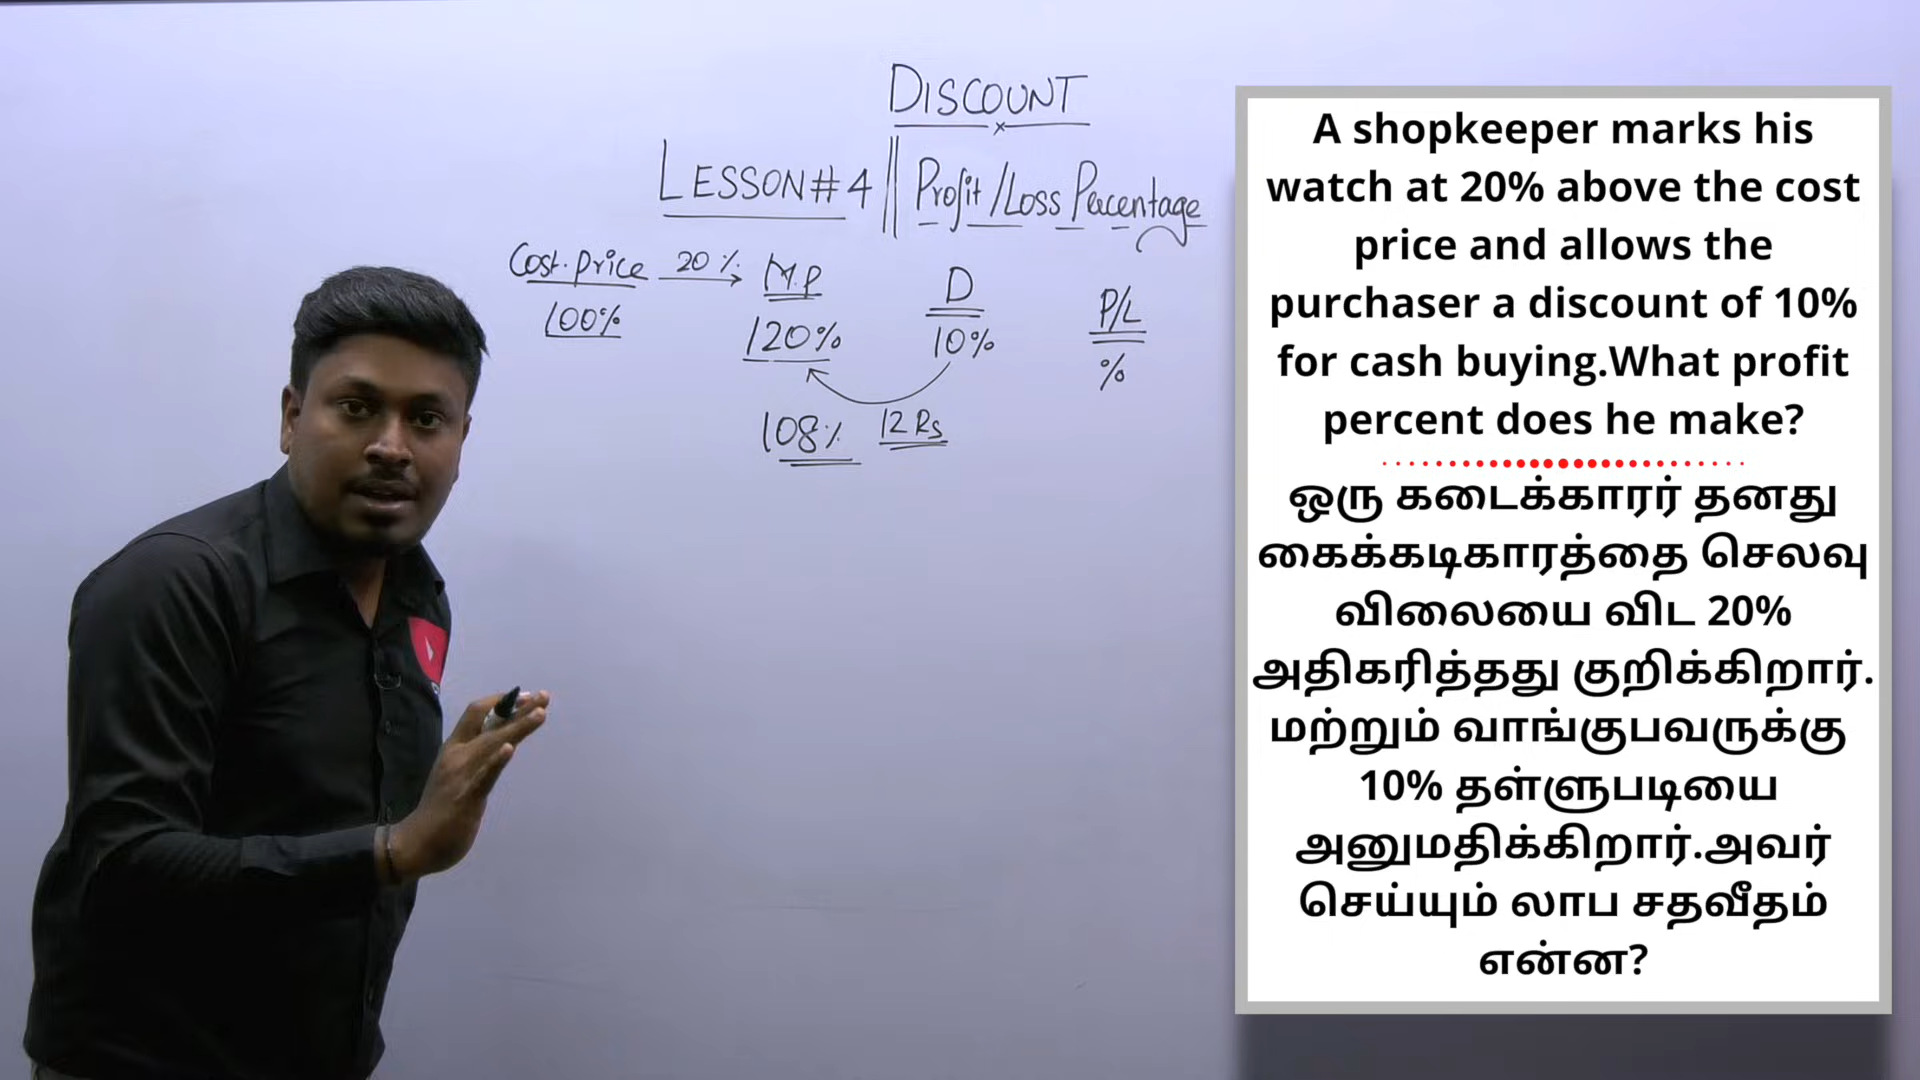 DISCOUNT
LESSON#4 Profit/Loss Percentage
Cost.price 20% M.P D P/L
100% 120% 10% %
108% 12 Rs
A shopkeeper marks his
watch at 20% above the cost
price and allows the
purchaser a discount of 10%
for cash buying.What profit
percent does he make?
ஒரு கடைக்காரர் தனது
கைக்கடிகாரத்தை செலவு
விலையை விட 20%
அதிகரித்தது குறிக்கிறார்.
மற்றும் வாங்குபவருக்கு
10% தள்ளுபடியை
அனுமதிக்கிறார்.அவர்
செய்யும் லாப சதவீதம்
என்ன?